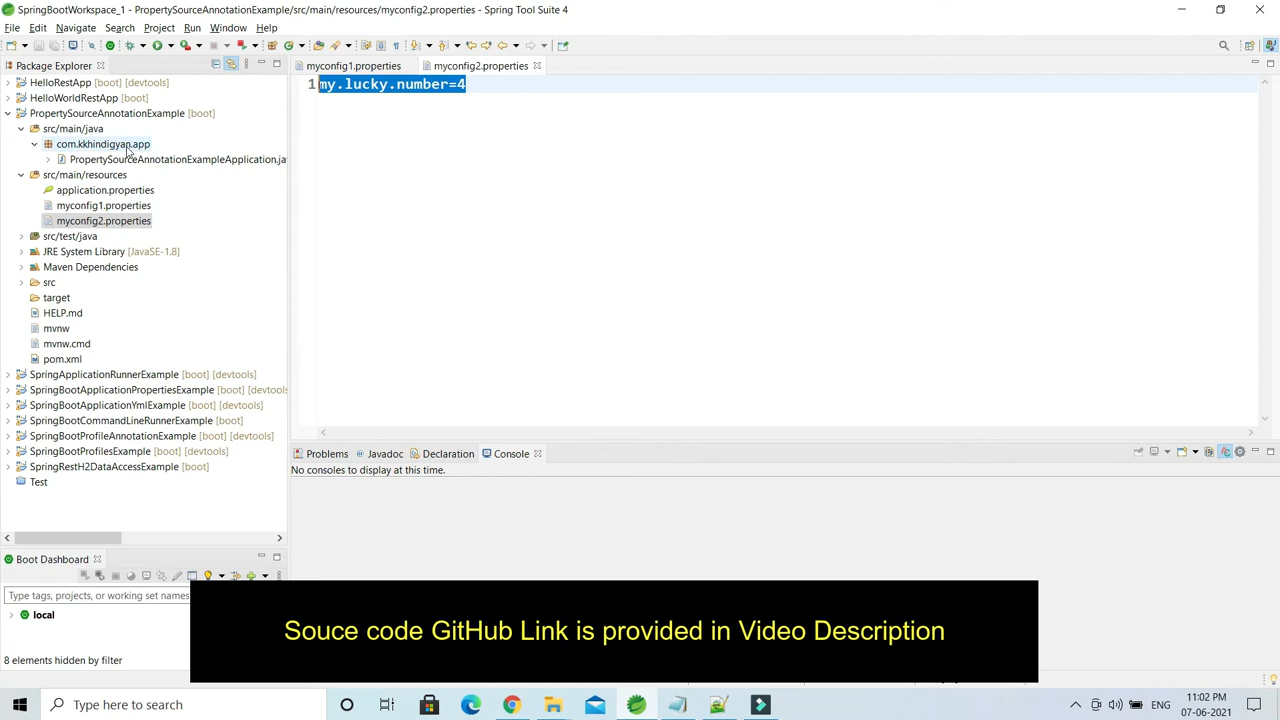 SpringBootWorkspace_1 - PropertySourceAnnotationExample/src/main/resources/myconfig2.properties - Spring Tool Suite 4
File Edit Navigate Search Project Run Window Help
Package Explorer
myconfig1.properties
myconfig2.properties
HelloRestApp [boot] [devtools]
HelloWorldRestApp [boot]
PropertySourceAnnotationExample [boot]
src/main/java
com.kkhindigyan.app
PropertySourceAnnotationExampleApplication.ja
src/main/resources
application.properties
myconfig1.properties
myconfig2.properties
src/test/java
JRE System Library [JavaSE-1.8]
Maven Dependencies
src
target
HELP.md
mvnw
mvnw.cmd
pom.xml
SpringApplicationRunnerExample [boot] [devtools]
SpringBootApplicationPropertiesExample [boot] [devtools
SpringBootApplicationYmlExample [boot] [devtools]
SpringBootCommandLineRunnerExample [boot]
SpringBootProfileAnnotationExample [boot] [devtools]
SpringBootProfilesExample [boot] [devtools]
SpringRestH2DataAccessExample [boot]
Test
1 my.lucky.number=4
Problems Javadoc Declaration Console
No consoles to display at this time.
Boot Dashboard
Type tags, projects, or working set names
local
8 elements hidden by filter
Souce code GitHub Link is provided in Video Description
Type here to search
ENG
11:02 PM
07-06-2021